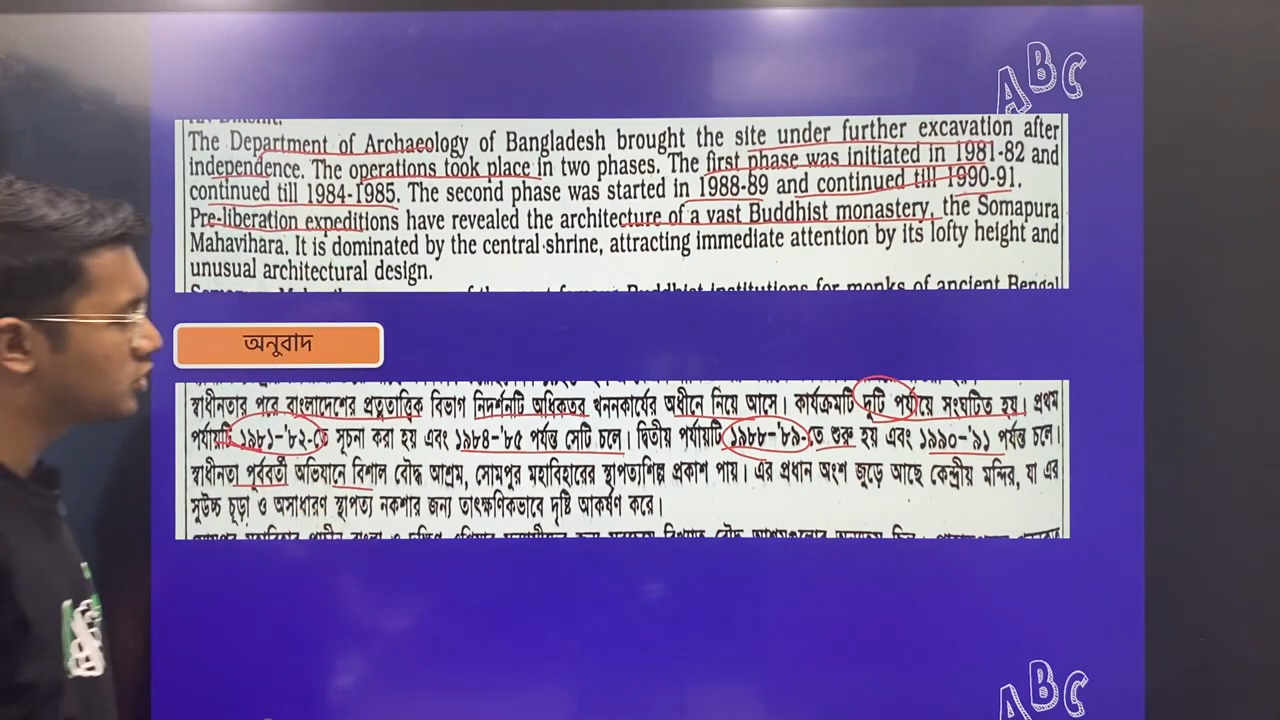 ABC
The Department of Archaeology of Bangladesh brought the site under further excavation after
independence. The operations took place in two phases. The first phase was initiated in 1981-82 and
continued till 1984-1985. The second phase was started in 1988-89 and continued till 1990-91.
Pre-liberation expeditions have revealed the architecture of a vast Buddhist monastery, the Somapura
Mahavihara. It is dominated by the central shrine, attracting immediate attention by its lofty height and
unusual architectural design.
Buddhist institutions for monks of ancient Bengal
অনুবাদ
স্বাধীনতার পরে বাংলাদেশের প্রত্নতাত্ত্বিক বিভাগ নিদর্শনটি অধিকতর খননকার্যের অধীনে নিয়ে আসে। কার্যক্রমটি দুটি পর্যায়ে সংঘটিত হয়। প্রথম
পর্যায়টি ১৯৮১-'৮২-তে সূচনা করা হয় এবং ১৯৮৪-'৮৫ পর্যন্ত সেটি চলে। দ্বিতীয় পর্যায়টি ১৯৮৮-'৮৯-তে শুরু হয় এবং ১৯৯০-'৯১ পর্যন্ত চলে।
স্বাধীনতা পূর্ববর্তী অভিযানে বিশাল বৌদ্ধ আশ্রম, সোমপুর মহাবিহারের স্থাপত্যশিল্প প্রকাশ পায়। এর প্রধান অংশ জুড়ে আছে কেন্দ্রীয় মন্দির, যা এর
সুউচ্চ চূড়া ও অসাধারণ স্থাপত্য নকশার জন্য তাৎক্ষণিকভাবে দৃষ্টি আকর্ষণ করে।
ABC